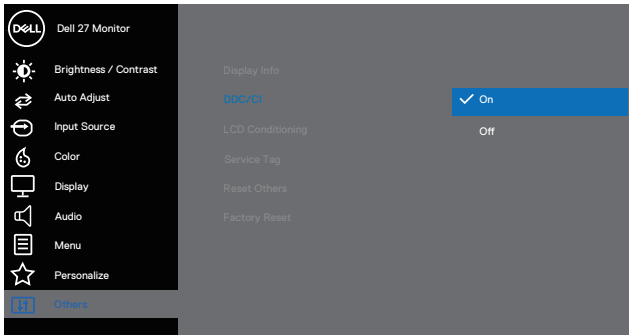 DELL
Dell 27 Monitor
Brightness / Contrast
Auto Adjust
Input Source
Color
Display
Audio
Menu
Personalize
Others
Display Info
DDC/CI
LCD Conditioning
Service Tag
Reset Others
Factory Reset
On
Off